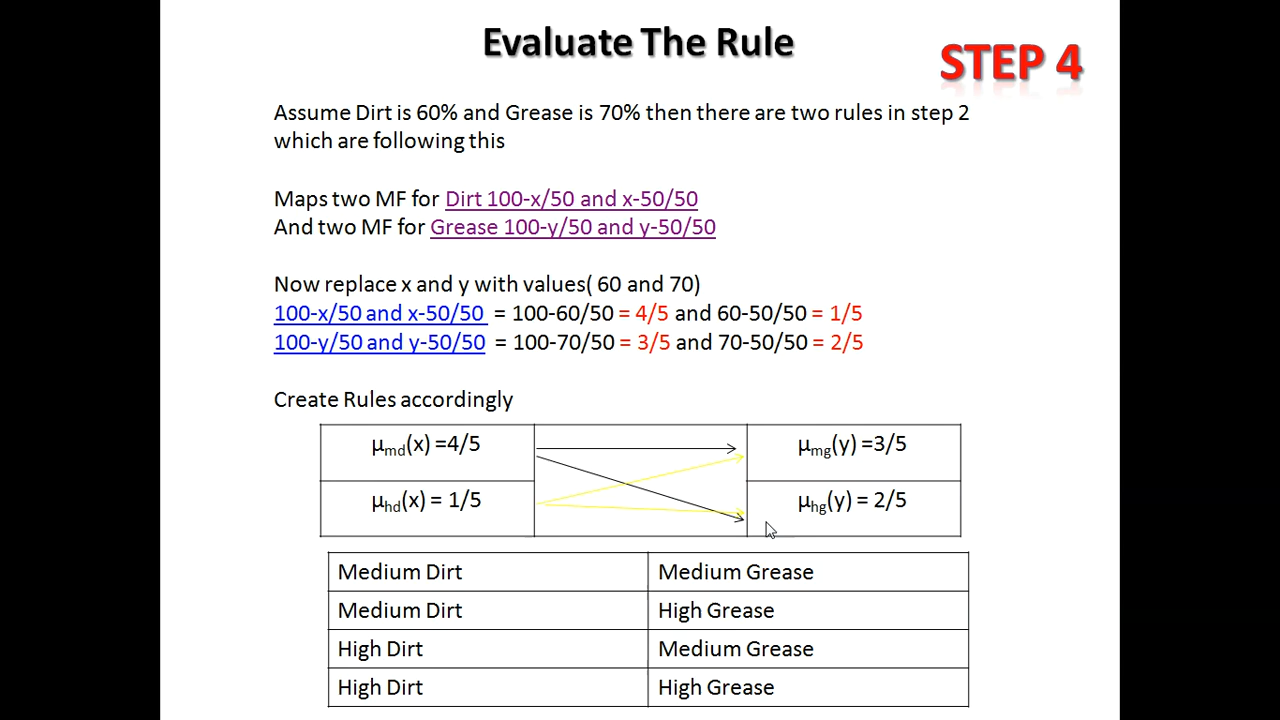 Evaluate The Rule
STEP 4
Assume Dirt is 60% and Grease is 70% then there are two rules in step 2
which are following this
Maps two MF for Dirt 100-x/50 and x-50/50
And two MF for Grease 100-y/50 and y-50/50
Now replace x and y with values( 60 and 70)
100-x/50 and x-50/50 = 100-60/50 = 4/5 and 60-50/50 = 1/5
100-y/50 and y-50/50 = 100-70/50 = 3/5 and 70-50/50 = 2/5
Create Rules accordingly
μmd(x) =4/5 μmg(y) =3/5
μhd(x) = 1/5 μhg(y) = 2/5
Medium Dirt Medium Grease
Medium Dirt High Grease
High Dirt Medium Grease
High Dirt High Grease